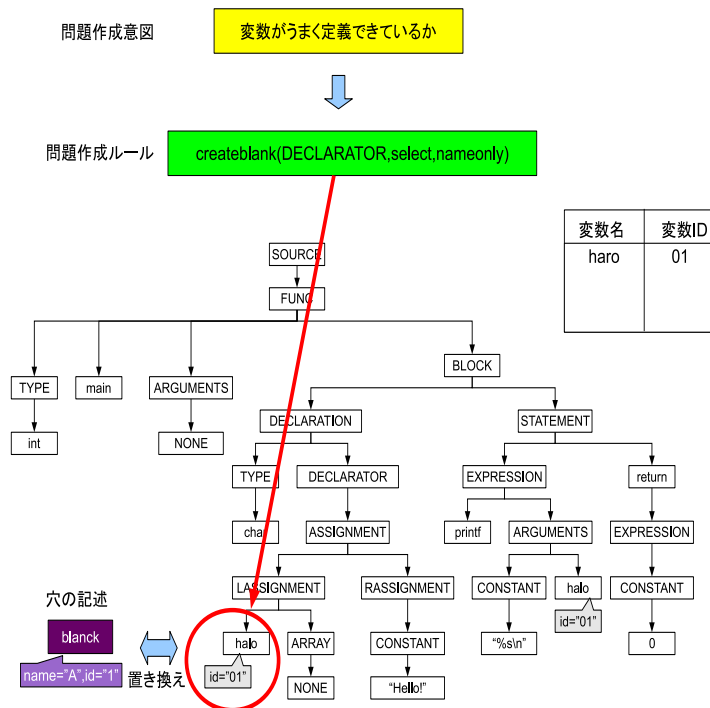 問題作成意図
変数がうまく定義できているか
問題作成ルール
createblank(DECLARATOR,select,nameonly)
変数名 変数ID
haro 01
SOURCE
FUNC
BLOCK
TYPE main ARGUMENTS
DECLARATION STATEMENT
int NONE
TYPE DECLARATOR EXPRESSION return
char ASSIGNMENT printf ARGUMENTS EXPRESSION
LASSIGNMENT RASSIGNMENT CONSTANT halo CONSTANT
id="01"
穴の記述
blanck
halo ARRAY CONSTANT "%s\n" 0
name="A",id="1"
置き換え
id="01"
NONE "Hello!"